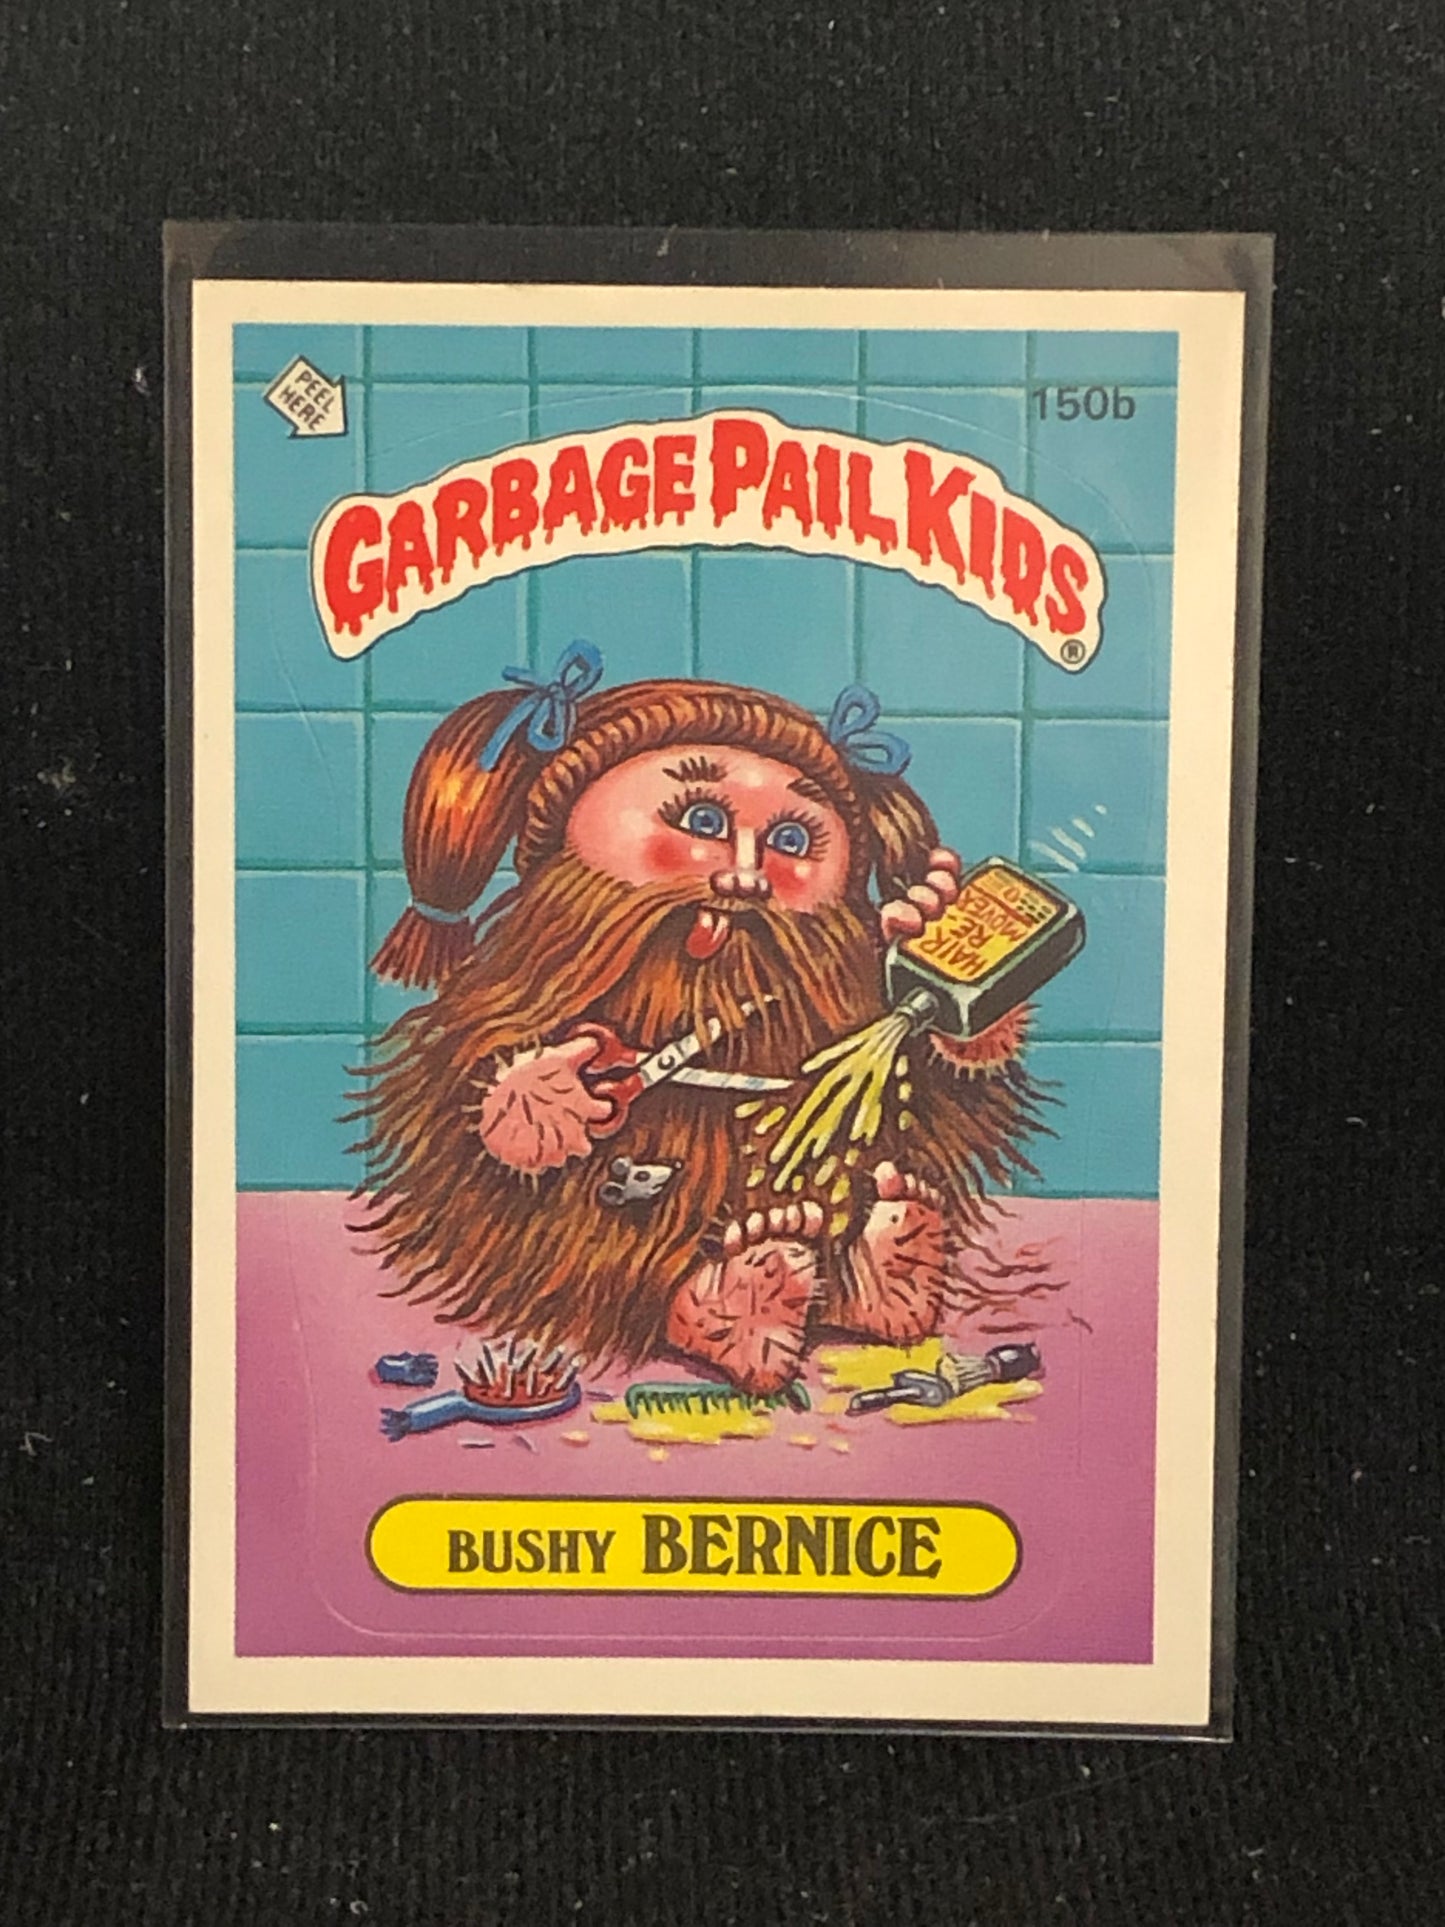 PEEL
HERE
150b
GARBAGE PAIL KIDS
®
HAIR
RE
MOVER
BUSHY BERNICE